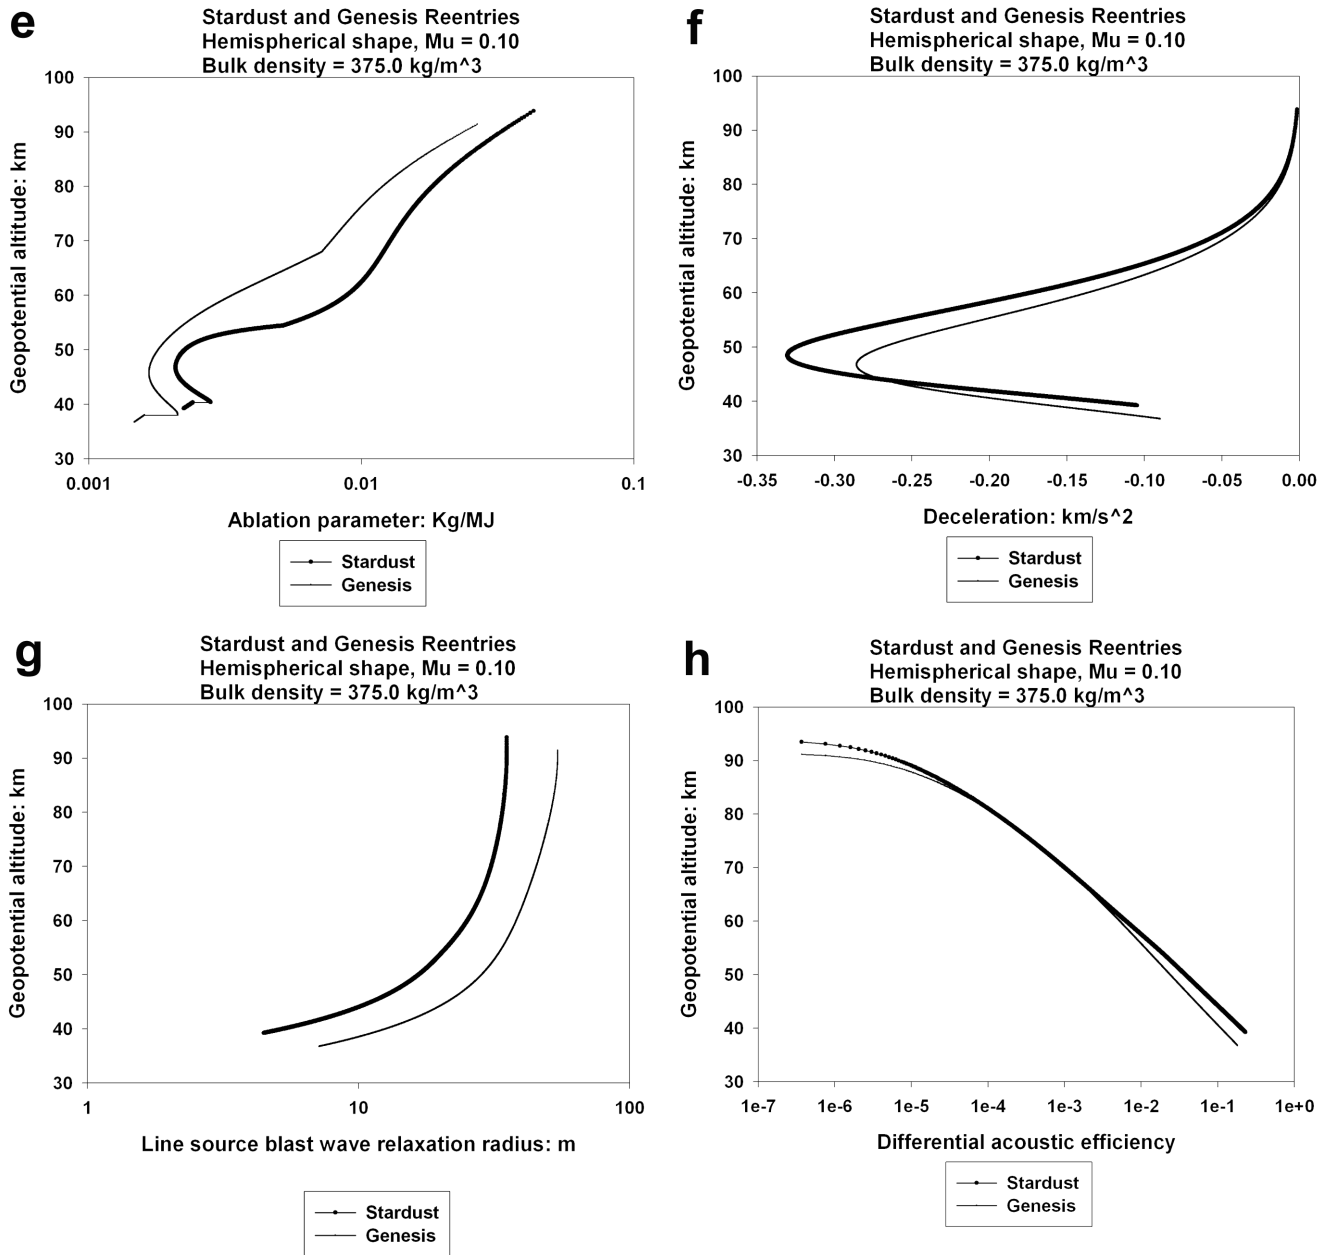 e
Stardust and Genesis Reentries
Hemispherical shape, Mu = 0.10
Bulk density = 375.0 kg/m^3
100
90
80
70
60
50
40
30
Geopotential altitude: km
0.001
0.01
0.1
Ablation parameter: Kg/MJ
Stardust
Genesis
f
Stardust and Genesis Reentries
Hemispherical shape, Mu = 0.10
Bulk density = 375.0 kg/m^3
100
90
80
70
60
50
40
30
Geopotential altitude: km
-0.35
-0.30
-0.25
-0.20
-0.15
-0.10
-0.05
0.00
Deceleration: km/s^2
Stardust
Genesis
g
Stardust and Genesis Reentries
Hemispherical shape, Mu = 0.10
Bulk density = 375.0 kg/m^3
100
90
80
70
60
50
40
30
Geopotential altitude: km
1
10
100
Line source blast wave relaxation radius: m
Stardust
Genesis
h
Stardust and Genesis Reentries
Hemispherical shape, Mu = 0.10
Bulk density = 375.0 kg/m^3
100
90
80
70
60
50
40
30
Geopotential altitude: km
1e-7
1e-6
1e-5
1e-4
1e-3
1e-2
1e-1
1e+0
Differential acoustic efficiency
Stardust
Genesis